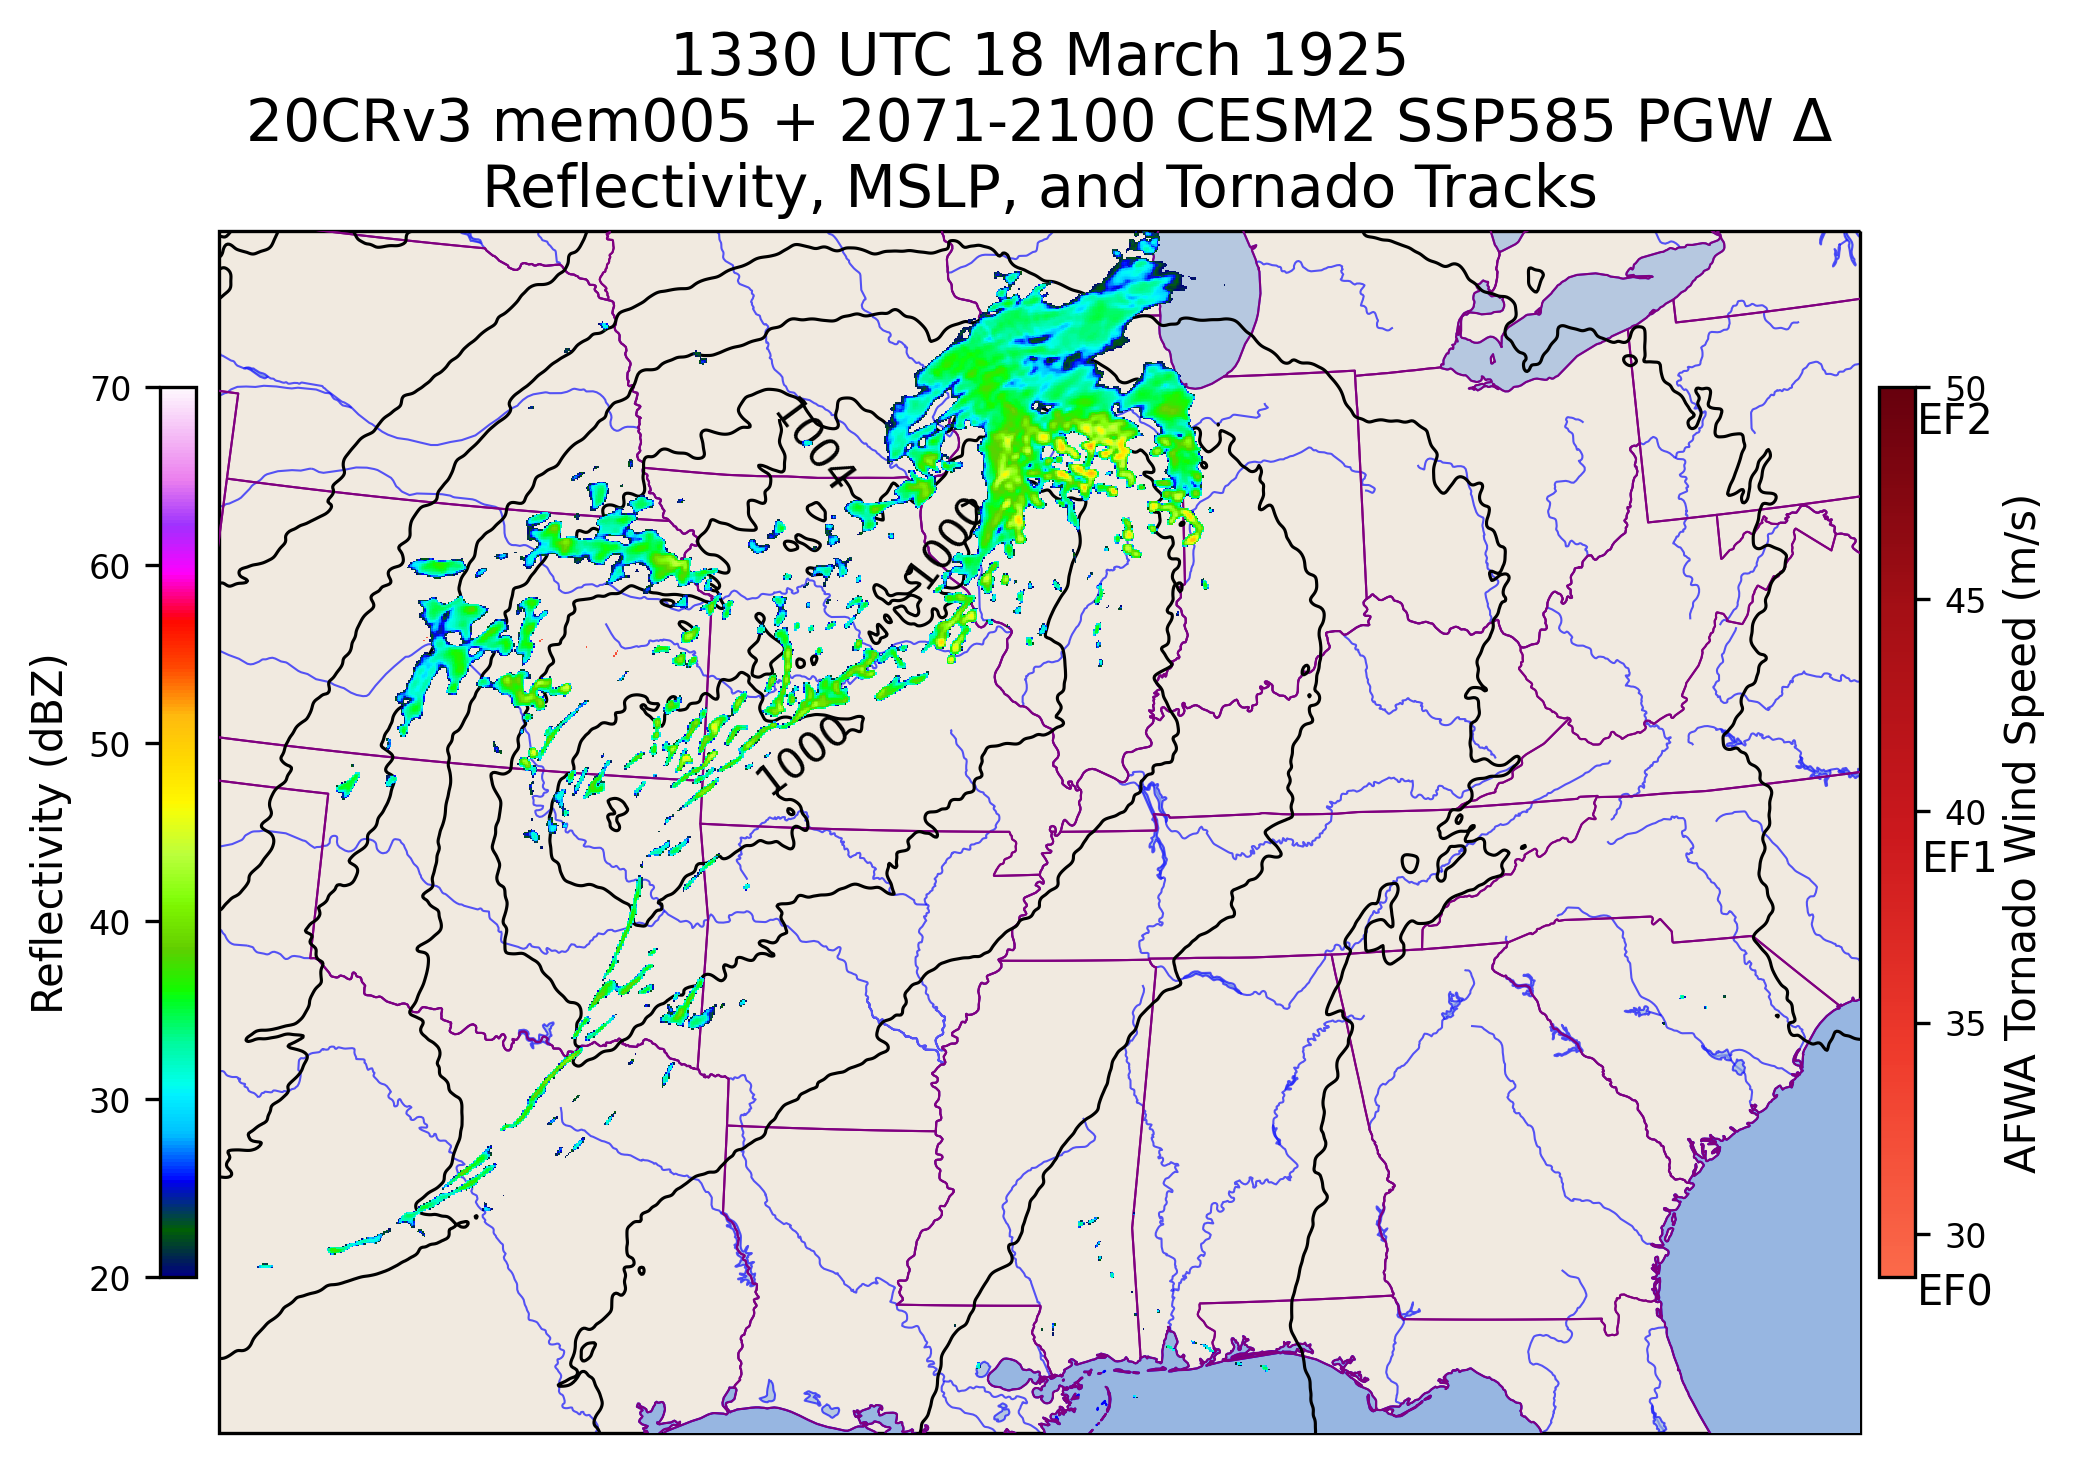 1330 UTC 18 March 1925
20CRv3 mem005 + 2071-2100 CESM2 SSP585 PGW Δ
Reflectivity, MSLP, and Tornado Tracks
Reflectivity (dBZ)
70
60
50
40
30
20
1004
1000
1000
50
EF2
45
40
EF1
35
30
EF0
AFWA Tornado Wind Speed (m/s)